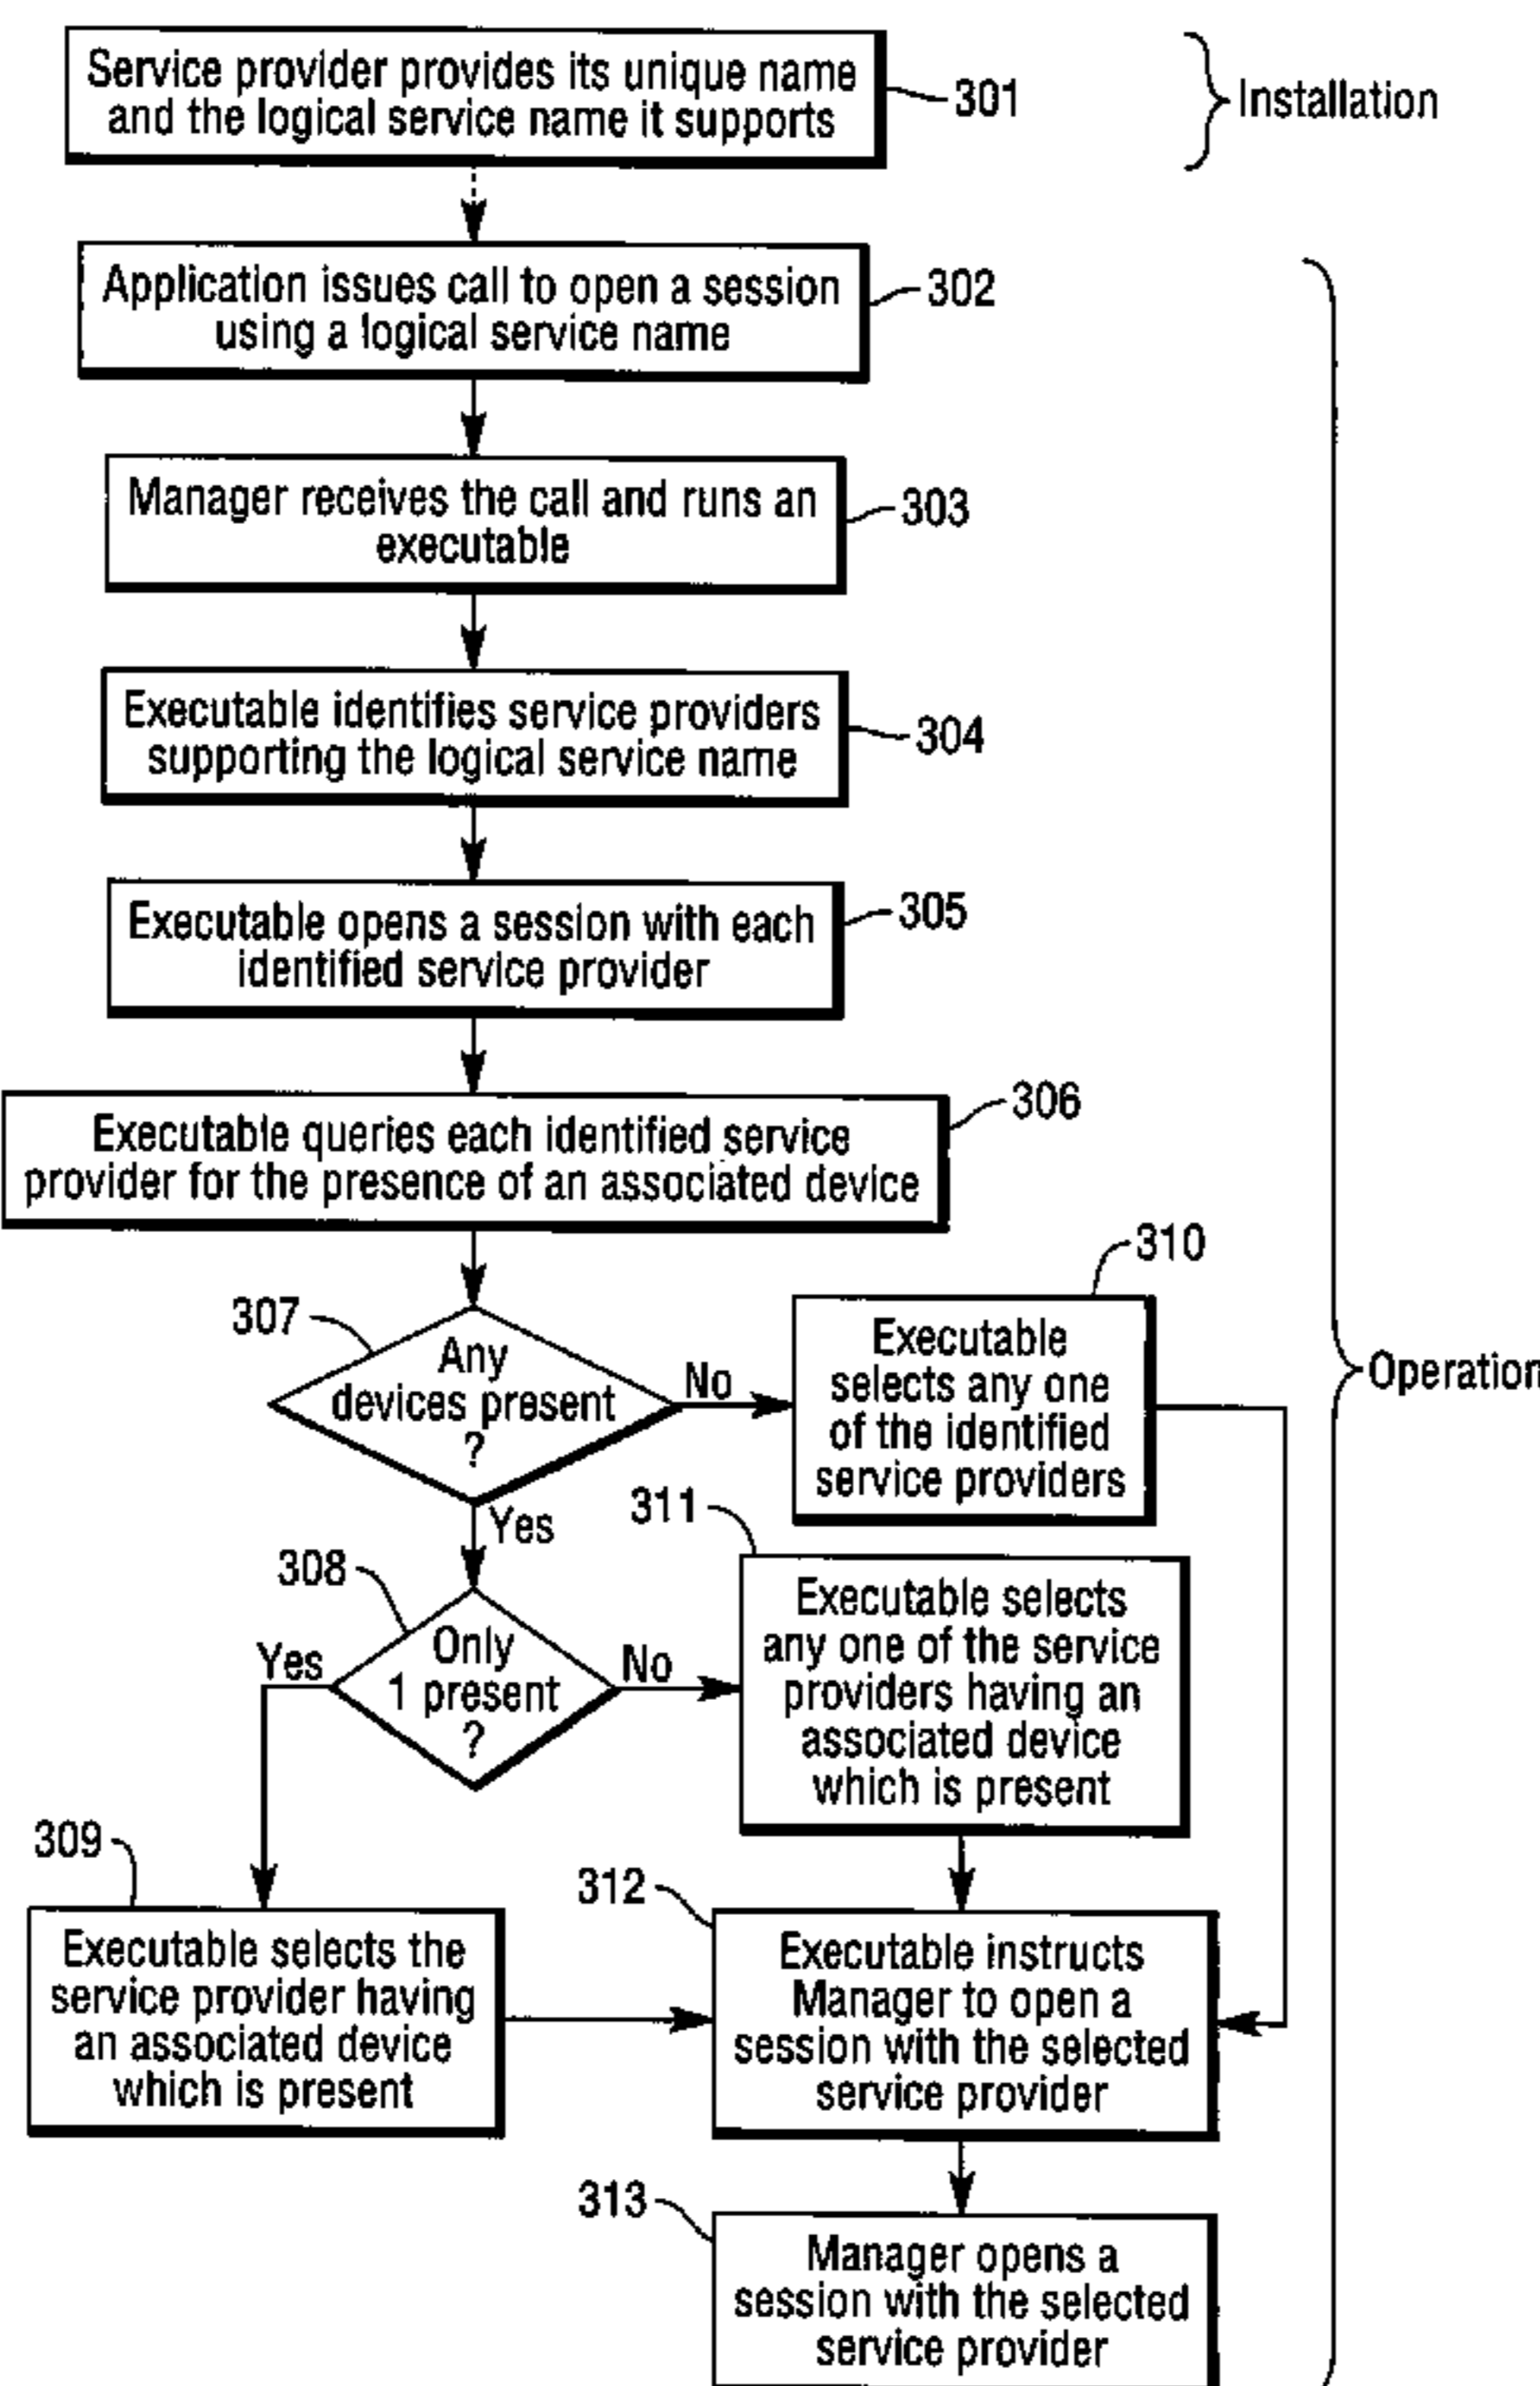 Service provider provides its unique name
and the logical service name it supports
301
Installation
Application issues call to open a session
using a logical service name
302
Manager receives the call and runs an
executable
303
Executable identifies service providers
supporting the logical service name
304
Executable opens a session with each
identified service provider
305
Executable queries each identified service
provider for the presence of an associated device
306
307
Any
devices present
?
No
Yes
310
Executable
selects any one
of the identified
service providers
Operation
308
Only
1 present
?
Yes
No
311
Executable selects
any one of the service
providers having an
associated device
which is present
309
Executable selects the
service provider having
an associated device
which is present
312
Executable instructs
Manager to open a
session with the selected
service provider
313
Manager opens a
session with the selected
service provider